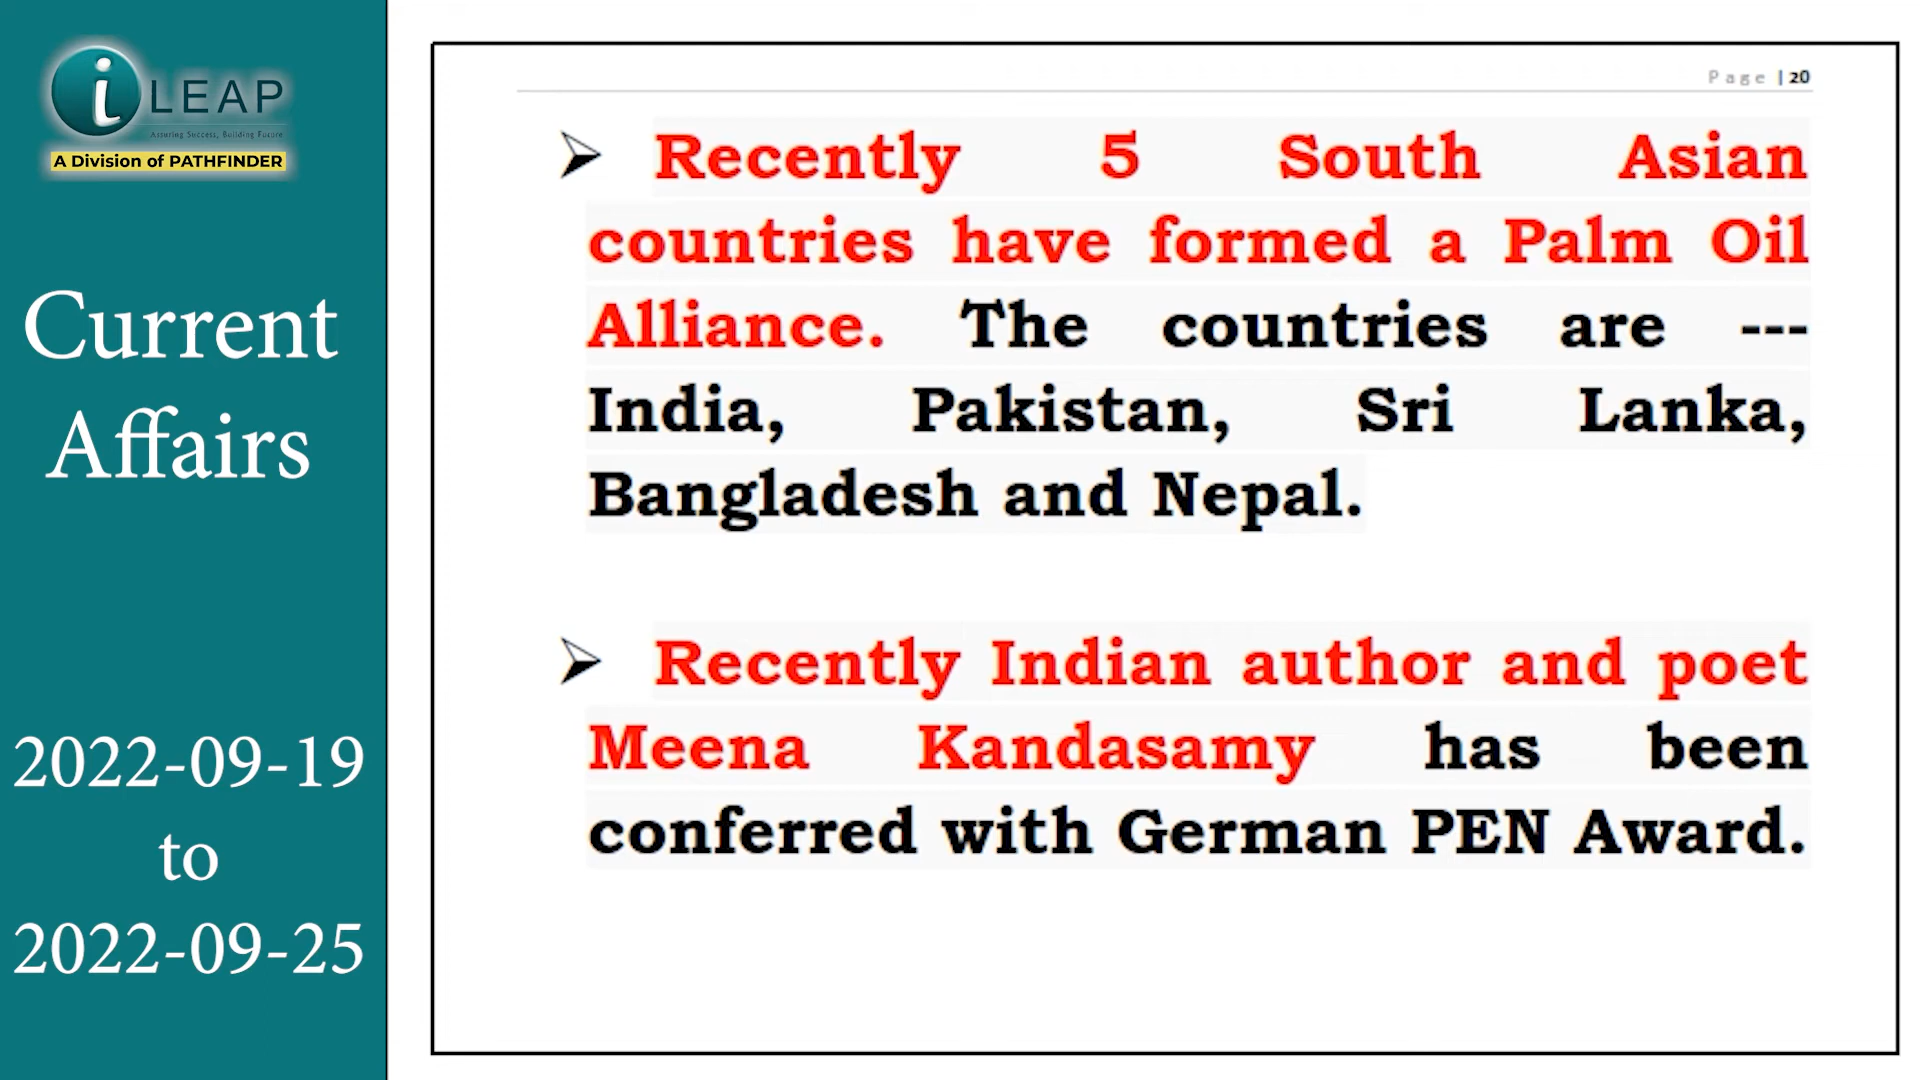 i LEAP
Assuring Success, Building Future
A Division of PATHFINDER
Current
Affairs
2022-09-19
to
2022-09-25
Page | 20
➢ Recently 5 South Asian
countries have formed a Palm Oil
Alliance. The countries are ---
India, Pakistan, Sri Lanka,
Bangladesh and Nepal.
➢ Recently Indian author and poet
Meena Kandasamy has been
conferred with German PEN Award.